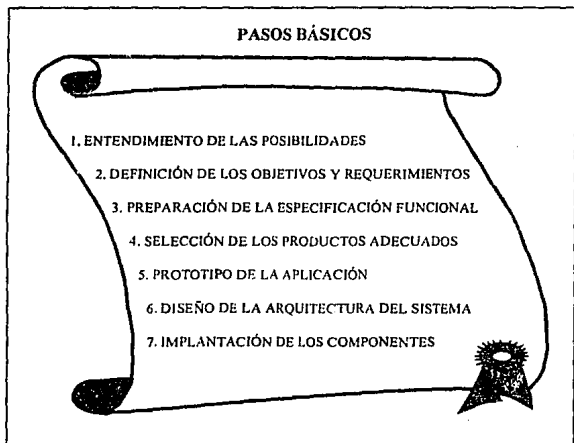 PASOS BÁSICOS
1. ENTENDIMIENTO DE LAS POSIBILIDADES
2. DEFINICIÓN DE LOS OBJETIVOS Y REQUERIMIENTOS
3. PREPARACIÓN DE LA ESPECIFICACIÓN FUNCIONAL
4. SELECCIÓN DE LOS PRODUCTOS ADECUADOS
5. PROTOTIPO DE LA APLICACIÓN
6. DISEÑO DE LA ARQUITECTURA DEL SISTEMA
7. IMPLANTACIÓN DE LOS COMPONENTES